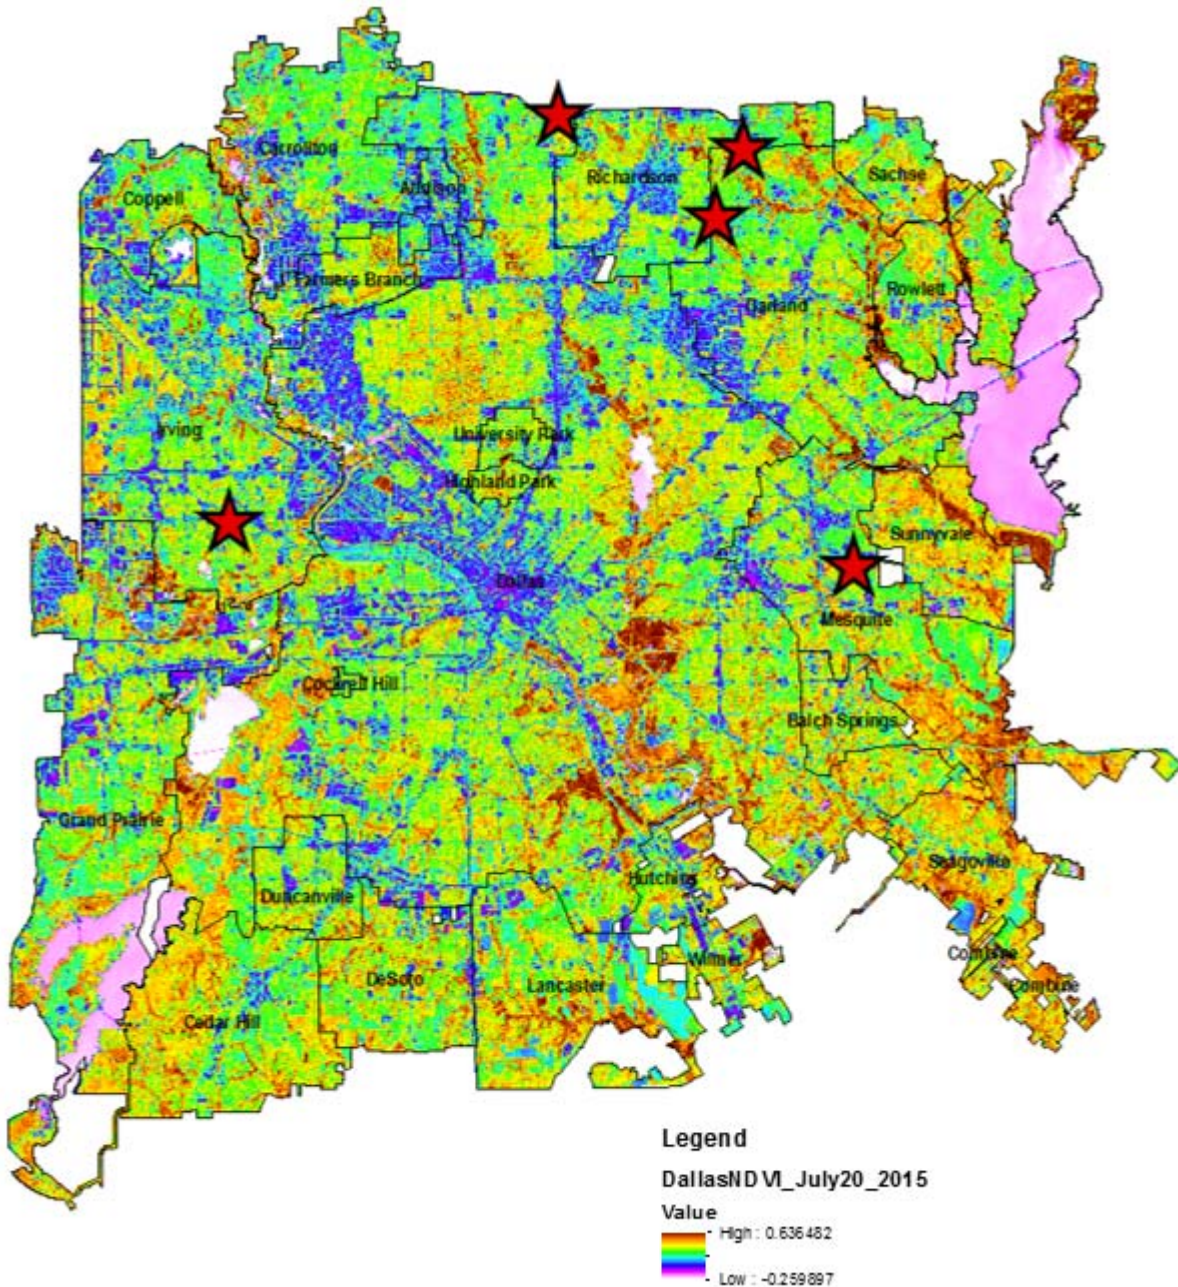 Carrollton
Coppell
Addison
Richardson
Sachse
Farmers Branch
Garland
Rowlett
Irving
University Park
Highland Park
Sunnyvale
Dallas
Mesquite
Cockrell Hill
Balch Springs
Grand Prairie
Seagoville
Duncanville
Hutchins
Wilmer
Combine
DeSoto
Lancaster
Combine
Cedar Hill
Legend
DallasNDVI_July20_2015
Value
High : 0.636482
Low : -0.259897